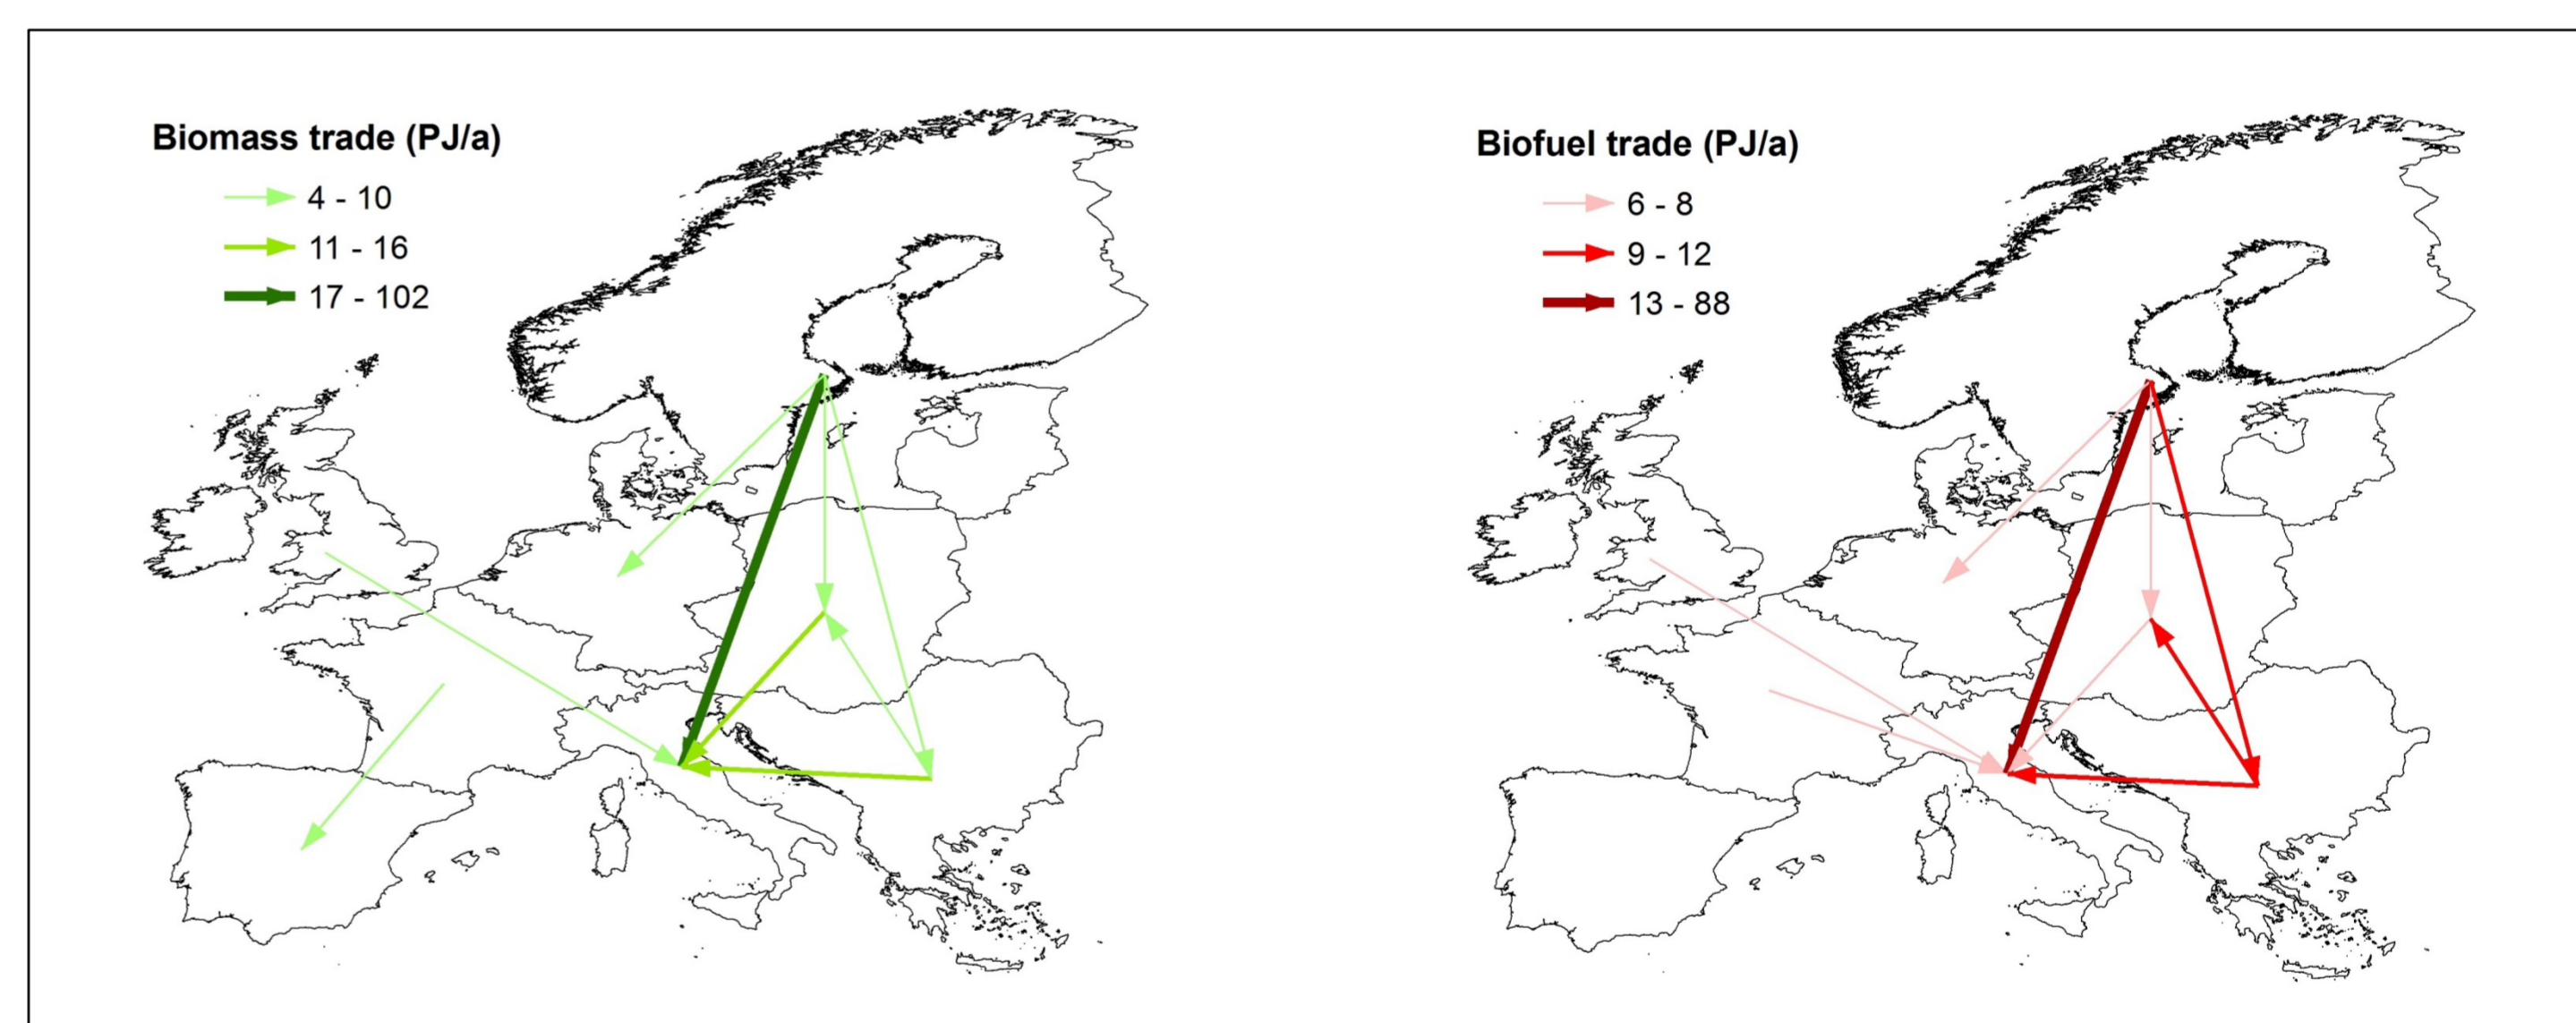 Biomass trade (PJ/a)
4 - 10
11 - 16
17 - 102
Biofuel trade (PJ/a)
6 - 8
9 - 12
13 - 88